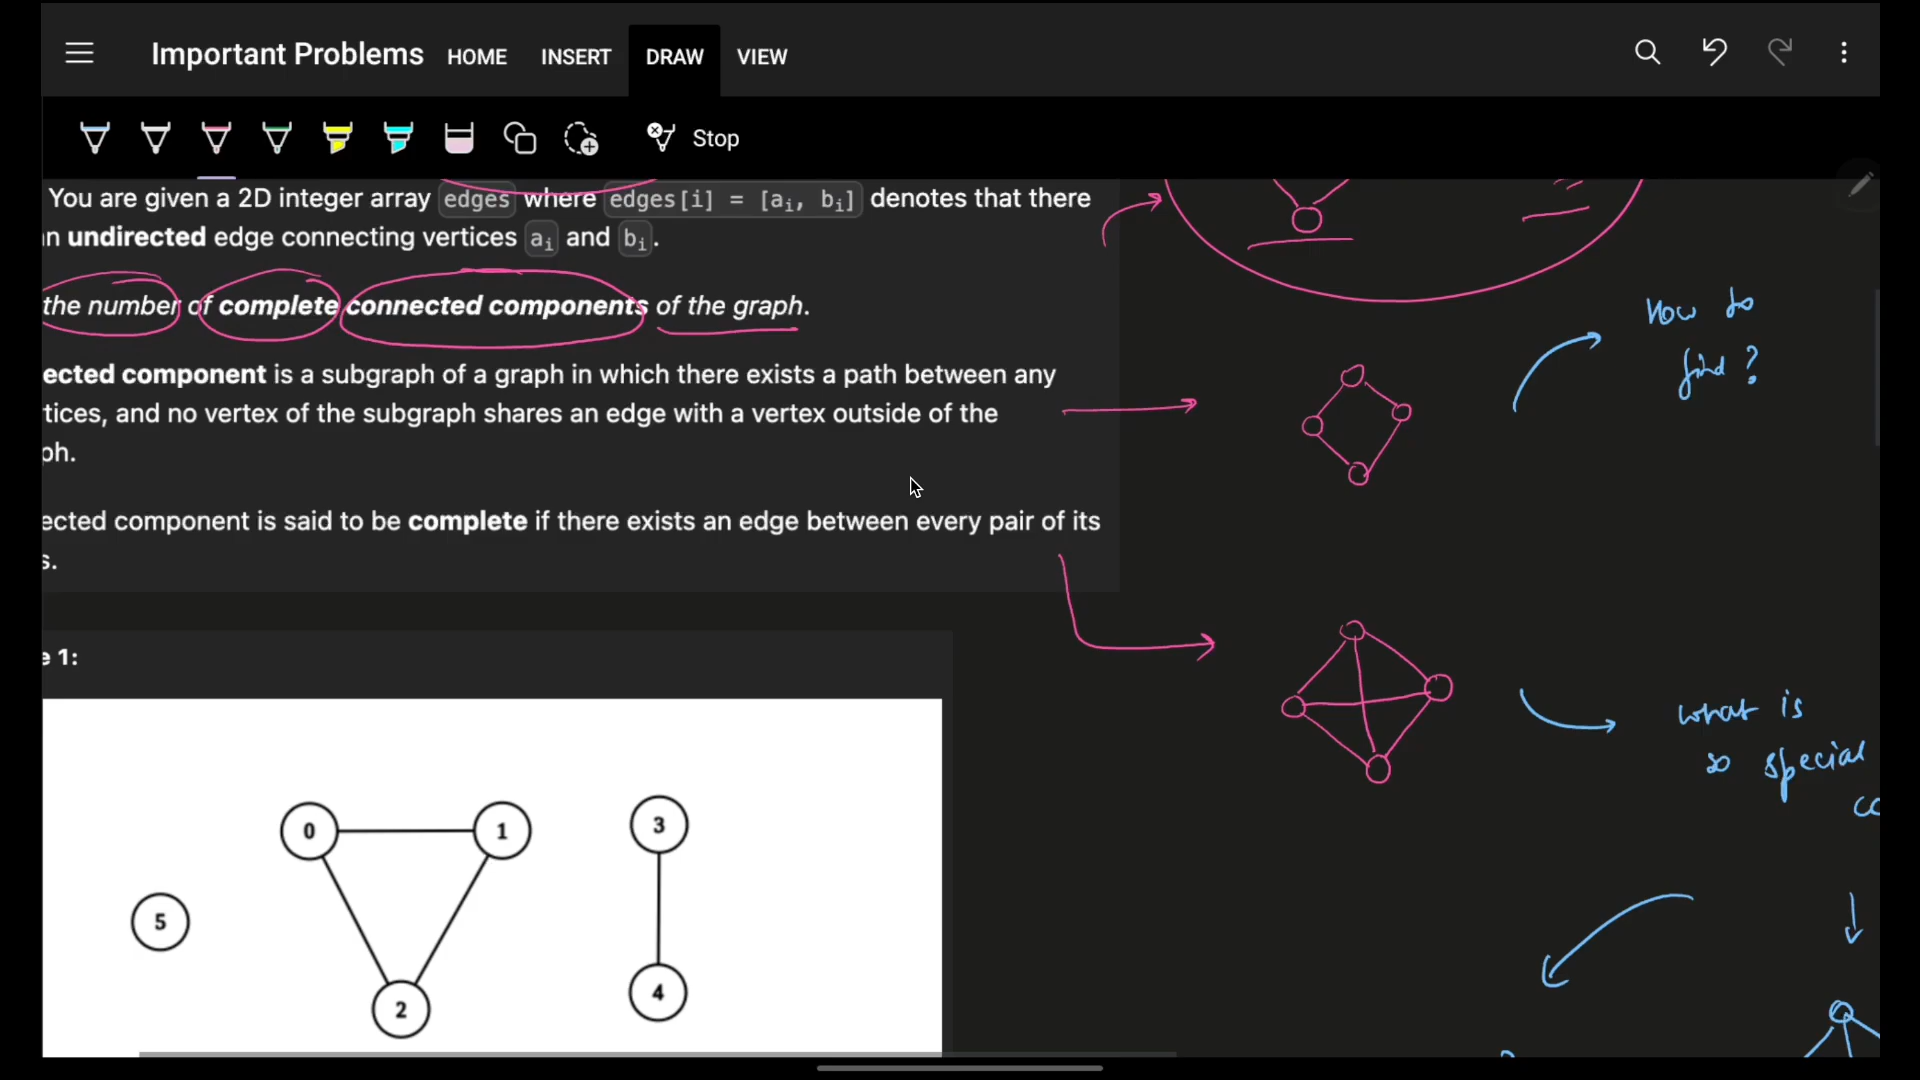 Important Problems HOME INSERT DRAW VIEW
Stop
You are given a 2D integer array edges where edges[i] = [ai, bi] denotes that there
n undirected edge connecting vertices ai and bi.
the number of complete connected components of the graph.
ected component is a subgraph of a graph in which there exists a path between any
tices, and no vertex of the subgraph shares an edge with a vertex outside of the
ph.
ected component is said to be complete if there exists an edge between every pair of its
s.
How to
find ?
what is
so special
co
e 1:
0 1 3
5
2 4